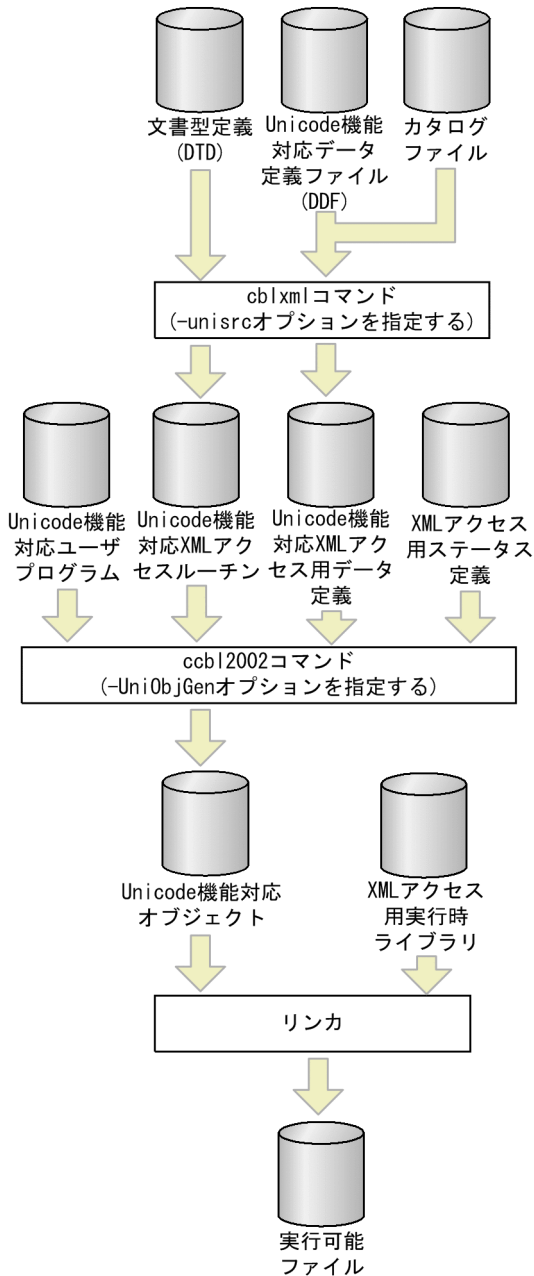 文書型定義
(DTD)
Unicode機能
対応データ
定義ファイル
(DDF)
カタログ
ファイル
cblxmlコマンド
(-unisrcオプションを指定する)
Unicode機能
対応ユーザ
プログラム
Unicode機能
対応XMLアク
セスルーチン
Unicode機能
対応XMLアク
セス用データ
定義
XMLアクセス
用ステータス
定義
ccbl2002コマンド
(-UniObjGenオプションを指定する)
Unicode機能対応
オブジェクト
XMLアクセス
用実行時
ライブラリ
リンカ
実行可能
ファイル